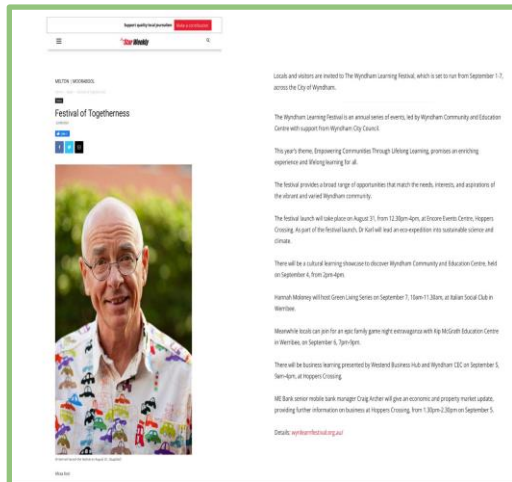 Support quality local journalism
Make a contribution
Star Weekly
MELTON | MOORABOOL
Festival of Togetherness
Locals and visitors are invited to The Wyndham Learning Festival, which is set to run from September 1-7,
across the City of Wyndham.
The Wyndham Learning Festival is an annual series of events, led by Wyndham Community and Education
Centre with support from Wyndham City Council.
This year's theme, Empowering Communities Through Lifelong Learning, promises an enriching
experience and lifelong learning for all.
The festival provides a broad range of opportunities that match the needs, interests, and aspirations of
the vibrant and varied Wyndham community.
The festival launch will take place on August 31, from 12.30pm-4pm, at Encore Events Centre, Hoppers
Crossing. As part of the festival launch, Dr Karl will lead an eco-expedition into sustainable science and
climate.
There will be a cultural learning showcase to discover Wyndham Community and Education Centre, held
on September 4, from 2pm-4pm.
Hannah Moloney will host Green Living Series on September 7, 10am-11.30am, at Italian Social Club in
Werribee.
Meanwhile locals can join for an epic family game night extravaganza with Kip McGrath Education Centre
in Werribee, on September 6, 7pm-9pm.
There will be business learning presented by Westend Business Hub and Wyndham CEC on September 5,
9am-4pm, at Hoppers Crossing.
ME Bank senior mobile bank manager Craig Archer will give an economic and property market update,
providing further information on business at Hoppers Crossing, from 1.30pm-2.30pm on September 5.
Details: wynlearnfestival.org.au/